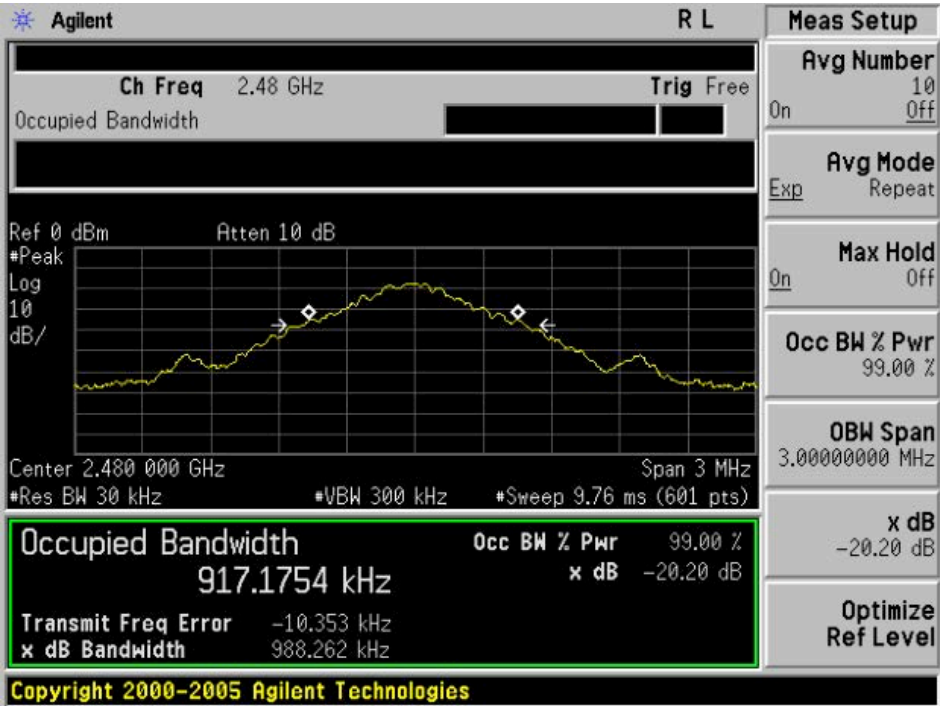 Agilent R L
Ch Freq 2.48 GHz Trig Free
Occupied Bandwidth
Ref 0 dBm Atten 10 dB
#Peak
Log
10
dB/
Center 2.480 000 GHz Span 3 MHz
#Res BW 30 kHz #VBW 300 kHz #Sweep 9.76 ms (601 pts)
Occupied Bandwidth Occ BW % Pwr 99.00 %
917.1754 kHz x dB -20.20 dB
Transmit Freq Error -10.353 kHz
x dB Bandwidth 988.262 kHz
Copyright 2000-2005 Agilent Technologies
Meas Setup
Avg Number
10
On Off
Avg Mode
Exp Repeat
Max Hold
On Off
Occ BW % Pwr
99.00 %
OBW Span
3.00000000 MHz
x dB
-20.20 dB
Optimize
Ref Level